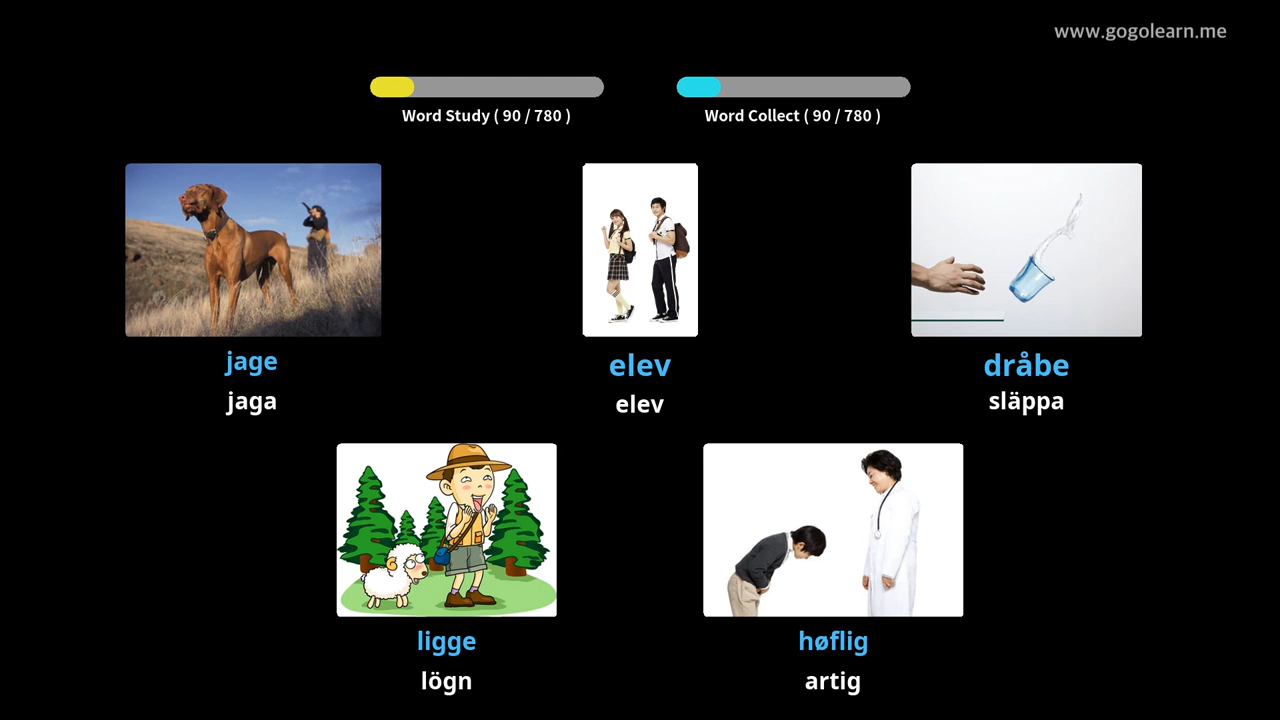 www.gogolearn.me
Word Study ( 90 / 780 )
Word Collect ( 90 / 780 )
jage
jaga
elev
elev
dråbe
släppa
ligge
lögn
høflig
artig